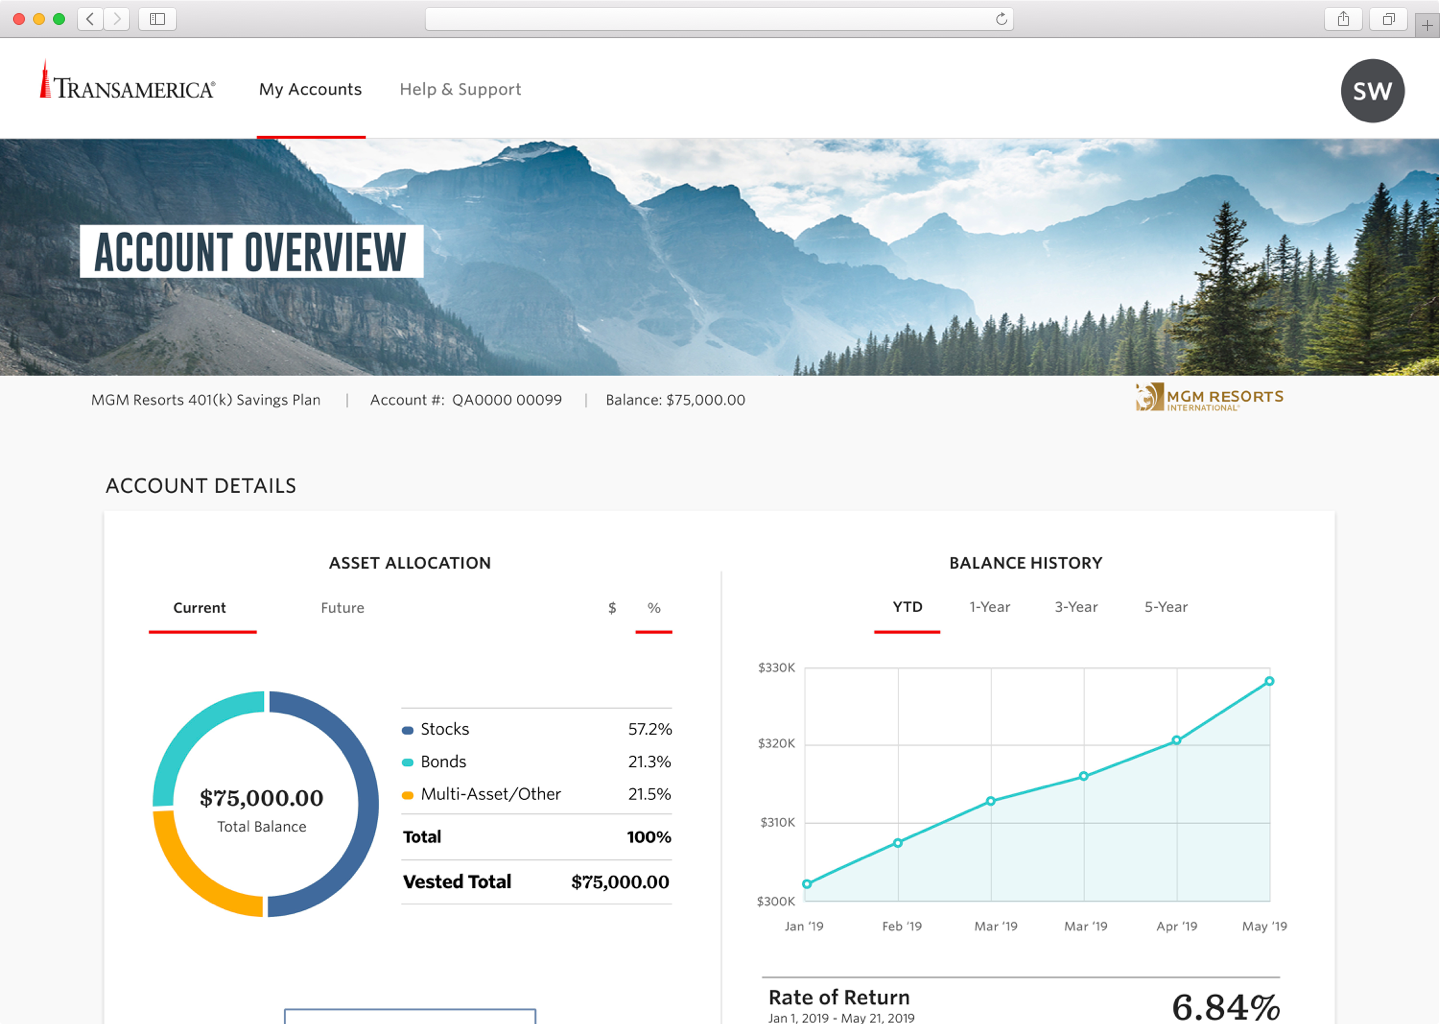 TRANSAMERICA®
My Accounts
Help & Support
SW
ACCOUNT OVERVIEW
MGM Resorts 401(k) Savings Plan | Account #: QA0000 00099 | Balance: $75,000.00
MGM RESORTS
INTERNATIONAL
ACCOUNT DETAILS
ASSET ALLOCATION
Current
Future
$
%
$75,000.00
Total Balance
Stocks 57.2%
Bonds 21.3%
Multi-Asset/Other 21.5%
Total 100%
Vested Total $75,000.00
BALANCE HISTORY
YTD
1-Year
3-Year
5-Year
$330K
$320K
$310K
$300K
Jan '19
Feb '19
Mar '19
Mar '19
Apr '19
May '19
Rate of Return
6.84%
Jan 1, 2019 - May 21, 2019